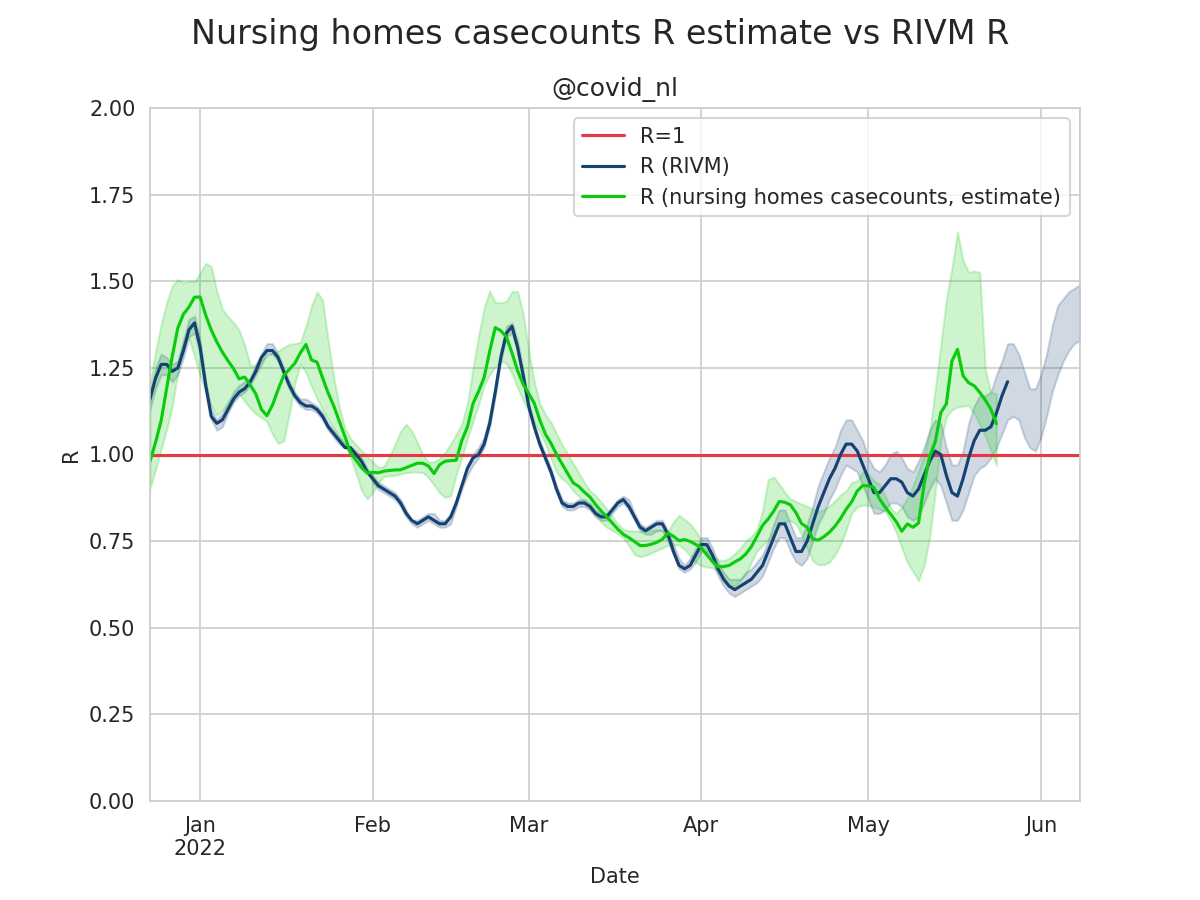 Nursing homes casecounts R estimate vs RIVM R
@covid_nl
R=1
R (RIVM)
R (nursing homes casecounts, estimate)
R
2.00
1.75
1.50
1.25
1.00
0.75
0.50
0.25
0.00
Jan Feb Mar Apr May Jun
2022
Date